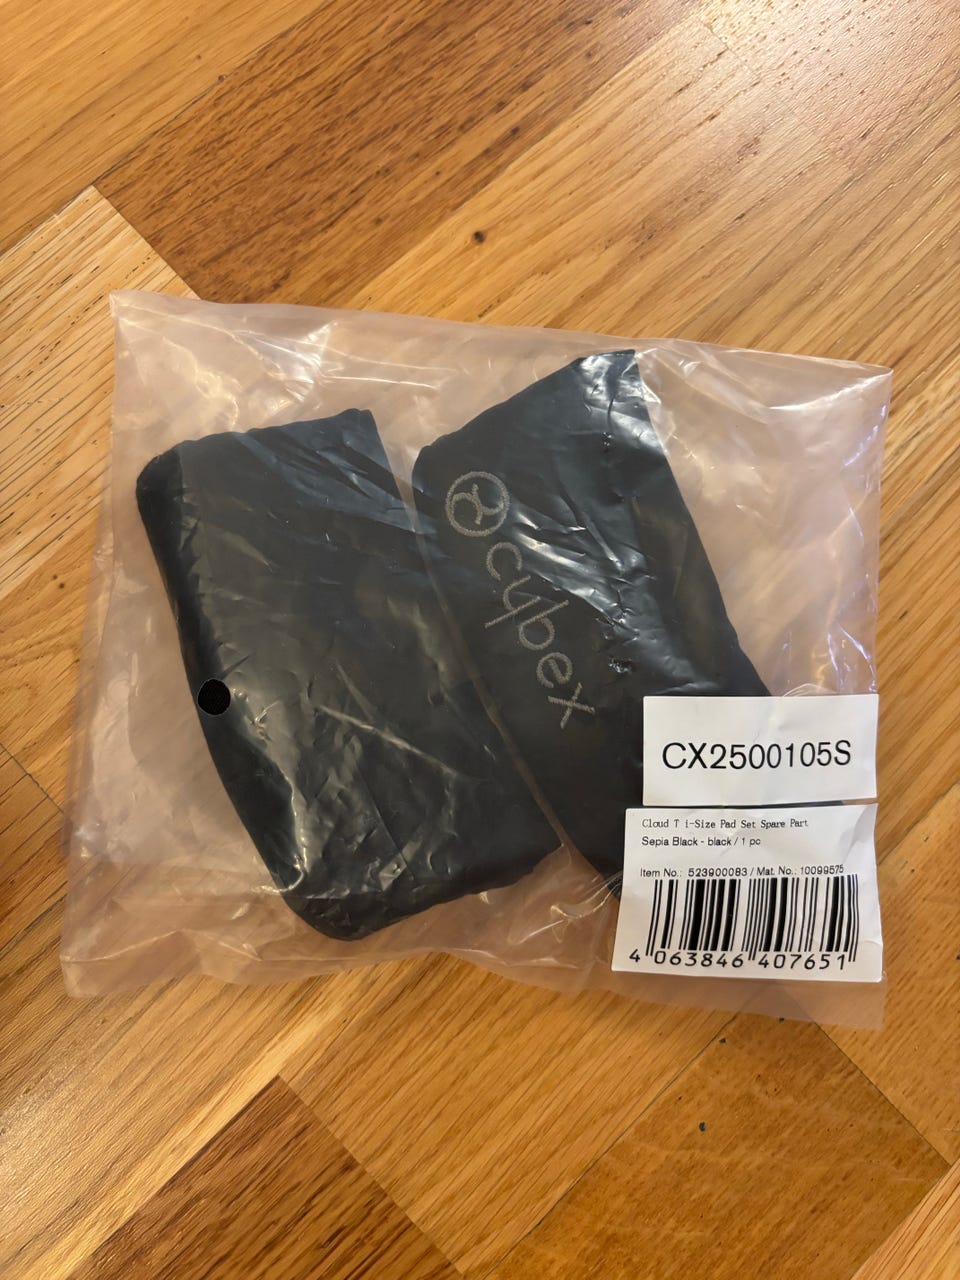 cybex
CX2500105S
Cloud T i-Size Pad Set Spare Part
Sepia Black - black / 1 pc
Item No.: 523900083 / Mat. No.: 10099575
4 063846 407651